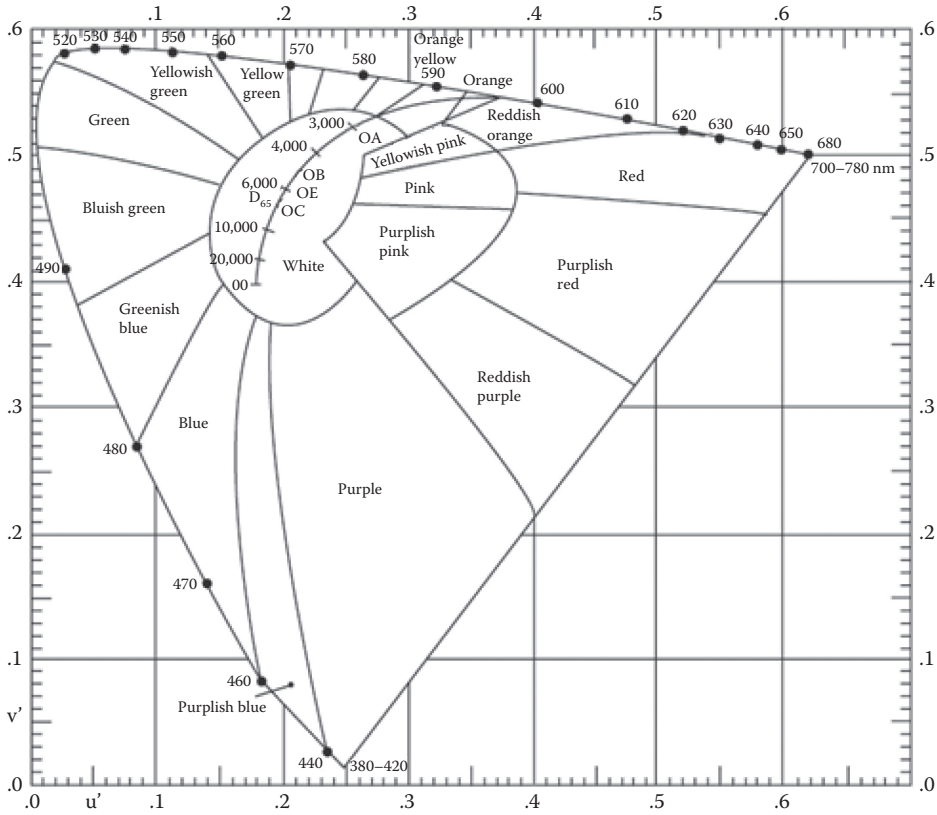 .1 .2 .3 .4 .5 .6
.6 .6
520 530 540 550 560 570 580 590 600 610 620 630 640 650 680
700–780 nm
Orange
yellow
Orange
Yellowish
green
Yellow
green
Reddish
orange
Green
3,000
OA
Yellowish pink
4,000
.5 .5
OB
6,000
OE
D65
OC
Pink
Red
Bluish green
10,000
Purplish
pink
20,000
White
490
00
Purplish
red
.4 .4
Greenish
blue
Reddish
purple
.3 .3
Blue
480
Purple
.2 .2
470
.1 .1
460
Purplish blue
v'
440
380–420
.0 .0
.0 u' .1 .2 .3 .4 .5 .6